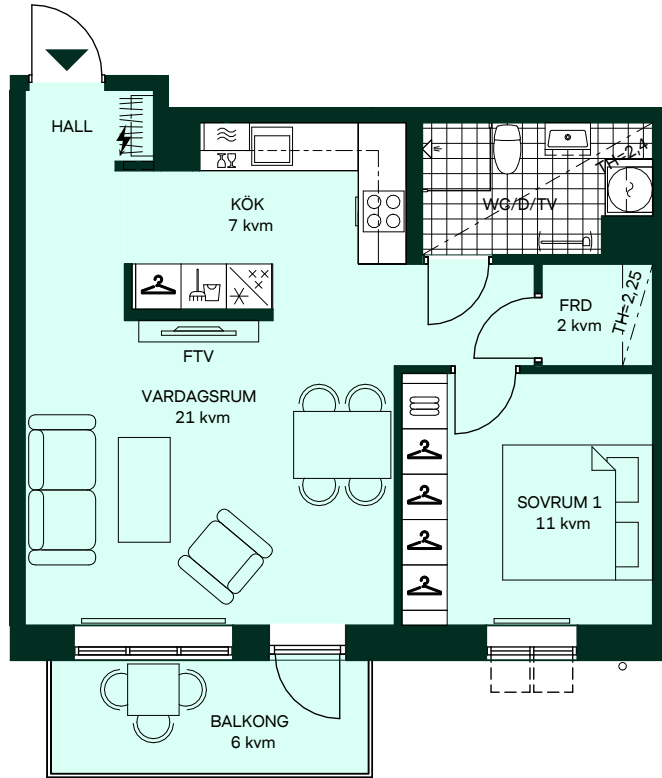 HALL
KÖK
7 kvm
WC/D/TV
TH=2,4
FRD
2 kvm
TH=2,25
FTV
VARDAGSRUM
21 kvm
SOVRUM 1
11 kvm
BALKONG
6 kvm